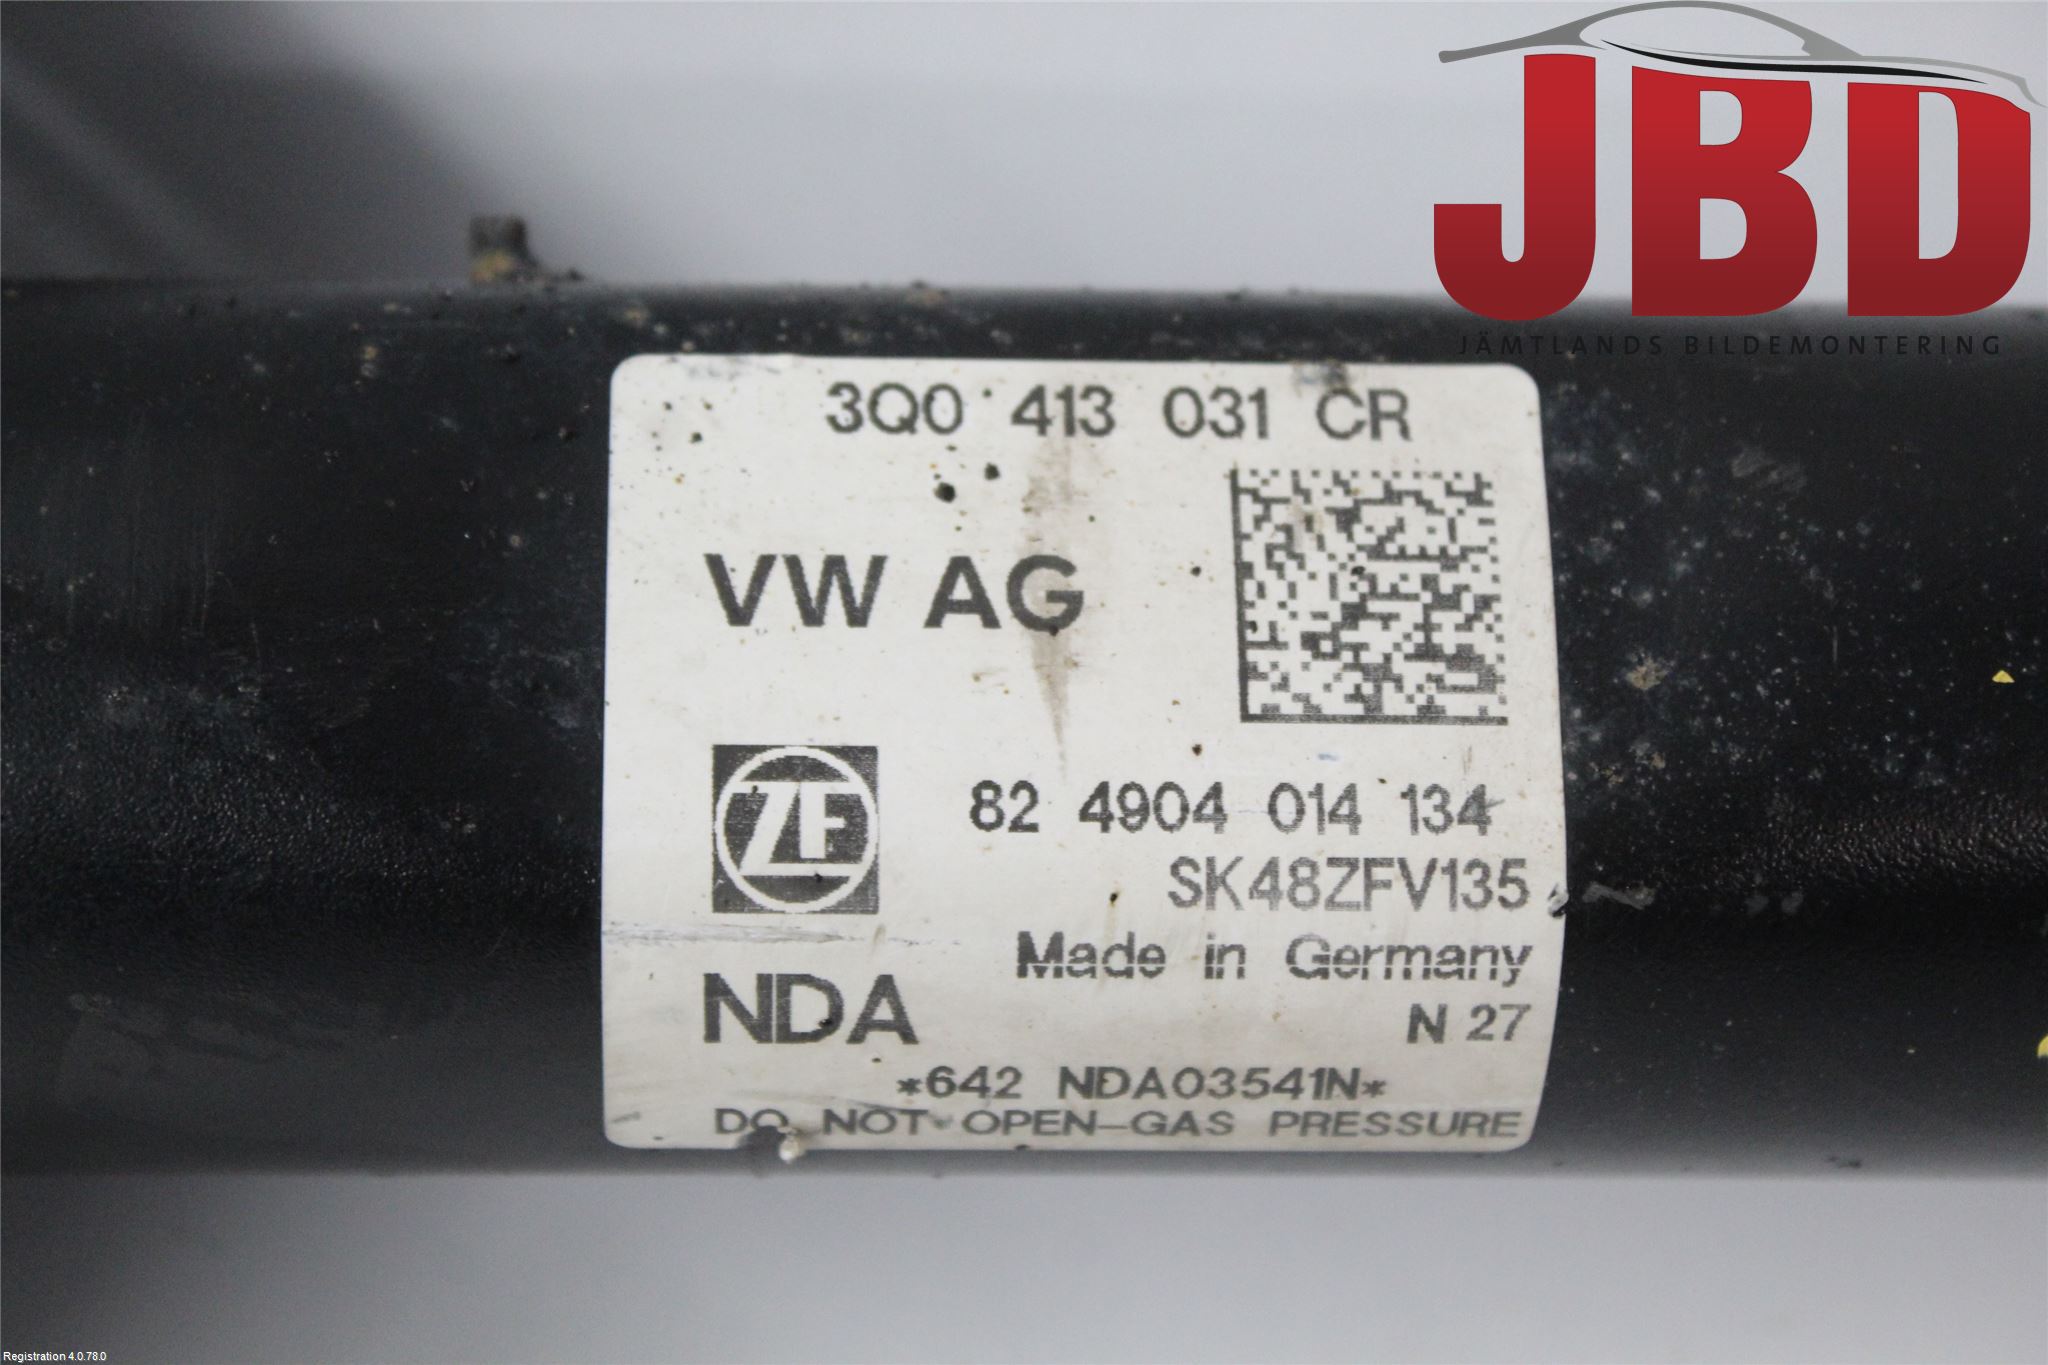 JBD
JÄMTLANDS BILDEMONTERING
3Q0 413 031 CR
VW AG
ZF
82 4904 014 134
SK48ZFV135
Made in Germany
NDA
N 27
*642 NDA03541N*
DO NOT OPEN-GAS PRESSURE
Registration 4.0.78.0